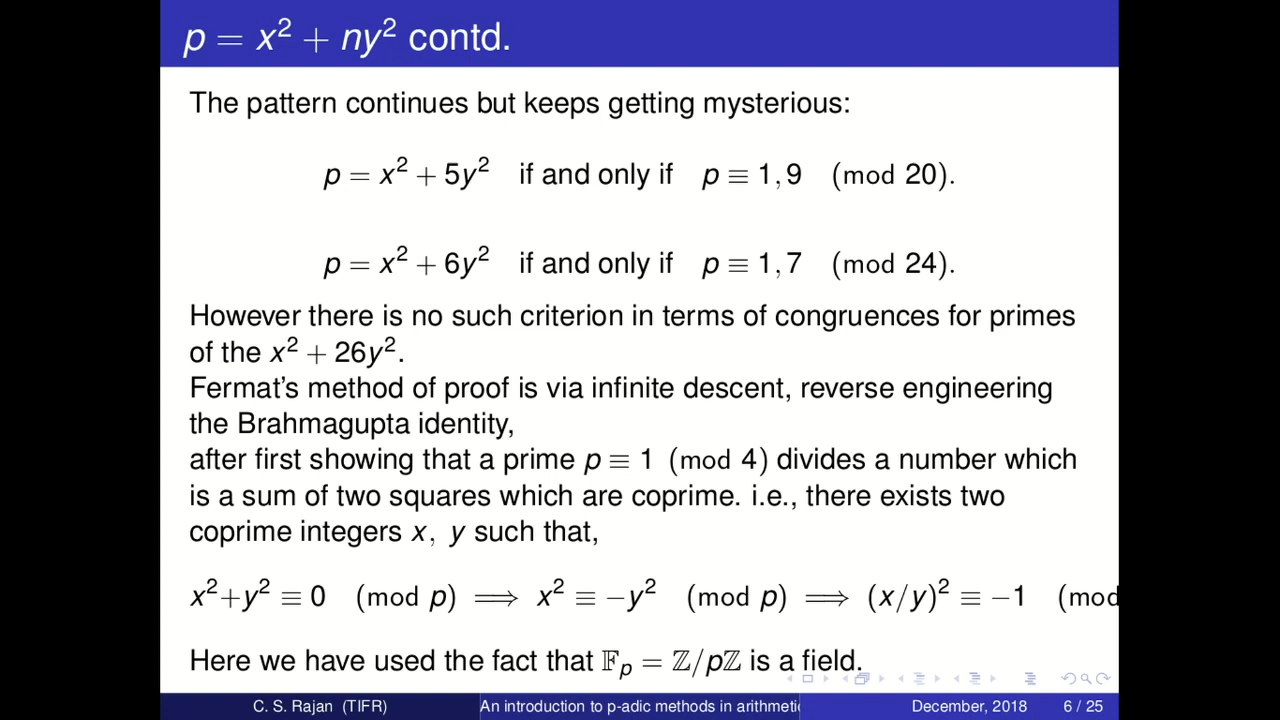 p = x² + ny² contd.
The pattern continues but keeps getting mysterious:
p = x² + 5y² if and only if p ≡ 1, 9 (mod 20).
p = x² + 6y² if and only if p ≡ 1, 7 (mod 24).
However there is no such criterion in terms of congruences for primes
of the x² + 26y².
Fermat's method of proof is via infinite descent, reverse engineering
the Brahmagupta identity,
after first showing that a prime p ≡ 1 (mod 4) divides a number which
is a sum of two squares which are coprime. i.e., there exists two
coprime integers x, y such that,
x²+y² ≡ 0 (mod p) ⟹ x² ≡ −y² (mod p) ⟹ (x/y)² ≡ −1 (mod
Here we have used the fact that 𝔽ₚ = ℤ/pℤ is a field.
C. S. Rajan (TIFR) An introduction to p-adic methods in arithmetic December, 2018 6 / 25